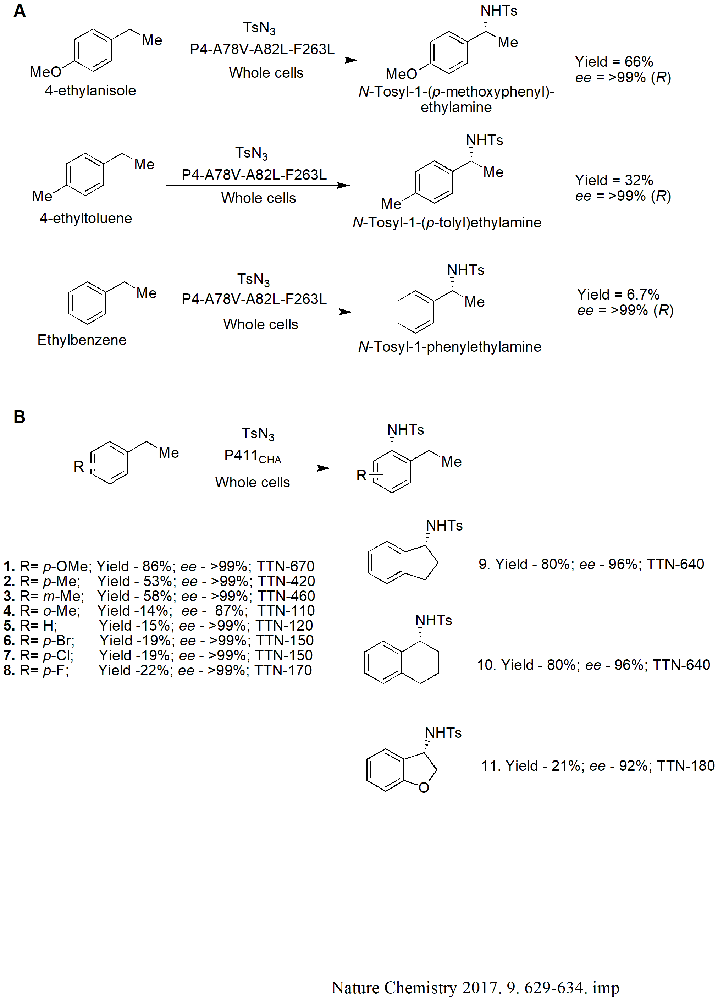 A
NHTs
TsN3
Me
P4-A78V-A82L-F263L
Me
Whole cells
Yield = 66%
MeO
MeO
ee = >99% (R)
4-ethylanisole
N-Tosyl-1-(p-methoxyphenyl)-
ethylamine
NHTs
TsN3
Me
P4-A78V-A82L-F263L
Me
Yield = 32%
Me
Whole cells
Me
ee = >99% (R)
4-ethyltoluene
N-Tosyl-1-(p-tolyl)ethylamine
NHTs
TsN3
Me
P4-A78V-A82L-F263L
Me
Yield = 6.7%
Whole cells
ee = >99% (R)
Ethylbenzene
N-Tosyl-1-phenylethylamine
B
NHTs
TsN3
Me
P411CHA
Me
R
R
Whole cells
NHTs
9. Yield - 80%; ee - 96%; TTN-640
1. R= p-OMe; Yield - 86%; ee - >99%; TTN-670
2. R= p-Me; Yield - 53%; ee - >99%; TTN-420
3. R= m-Me; Yield - 58%; ee - >99%; TTN-460
4. R= o-Me; Yield -14%; ee - 87%; TTN-110
5. R= H; Yield -15%; ee - >99%; TTN-120
6. R= p-Br; Yield -19%; ee - >99%; TTN-150
7. R= p-Cl; Yield -19%; ee - >99%; TTN-150
8. R= p-F; Yield -22%; ee - >99%; TTN-170
NHTs
10. Yield - 80%; ee - 96%; TTN-640
NHTs
11. Yield - 21%; ee - 92%; TTN-180
O
Nature Chemistry 2017. 9. 629-634. imp